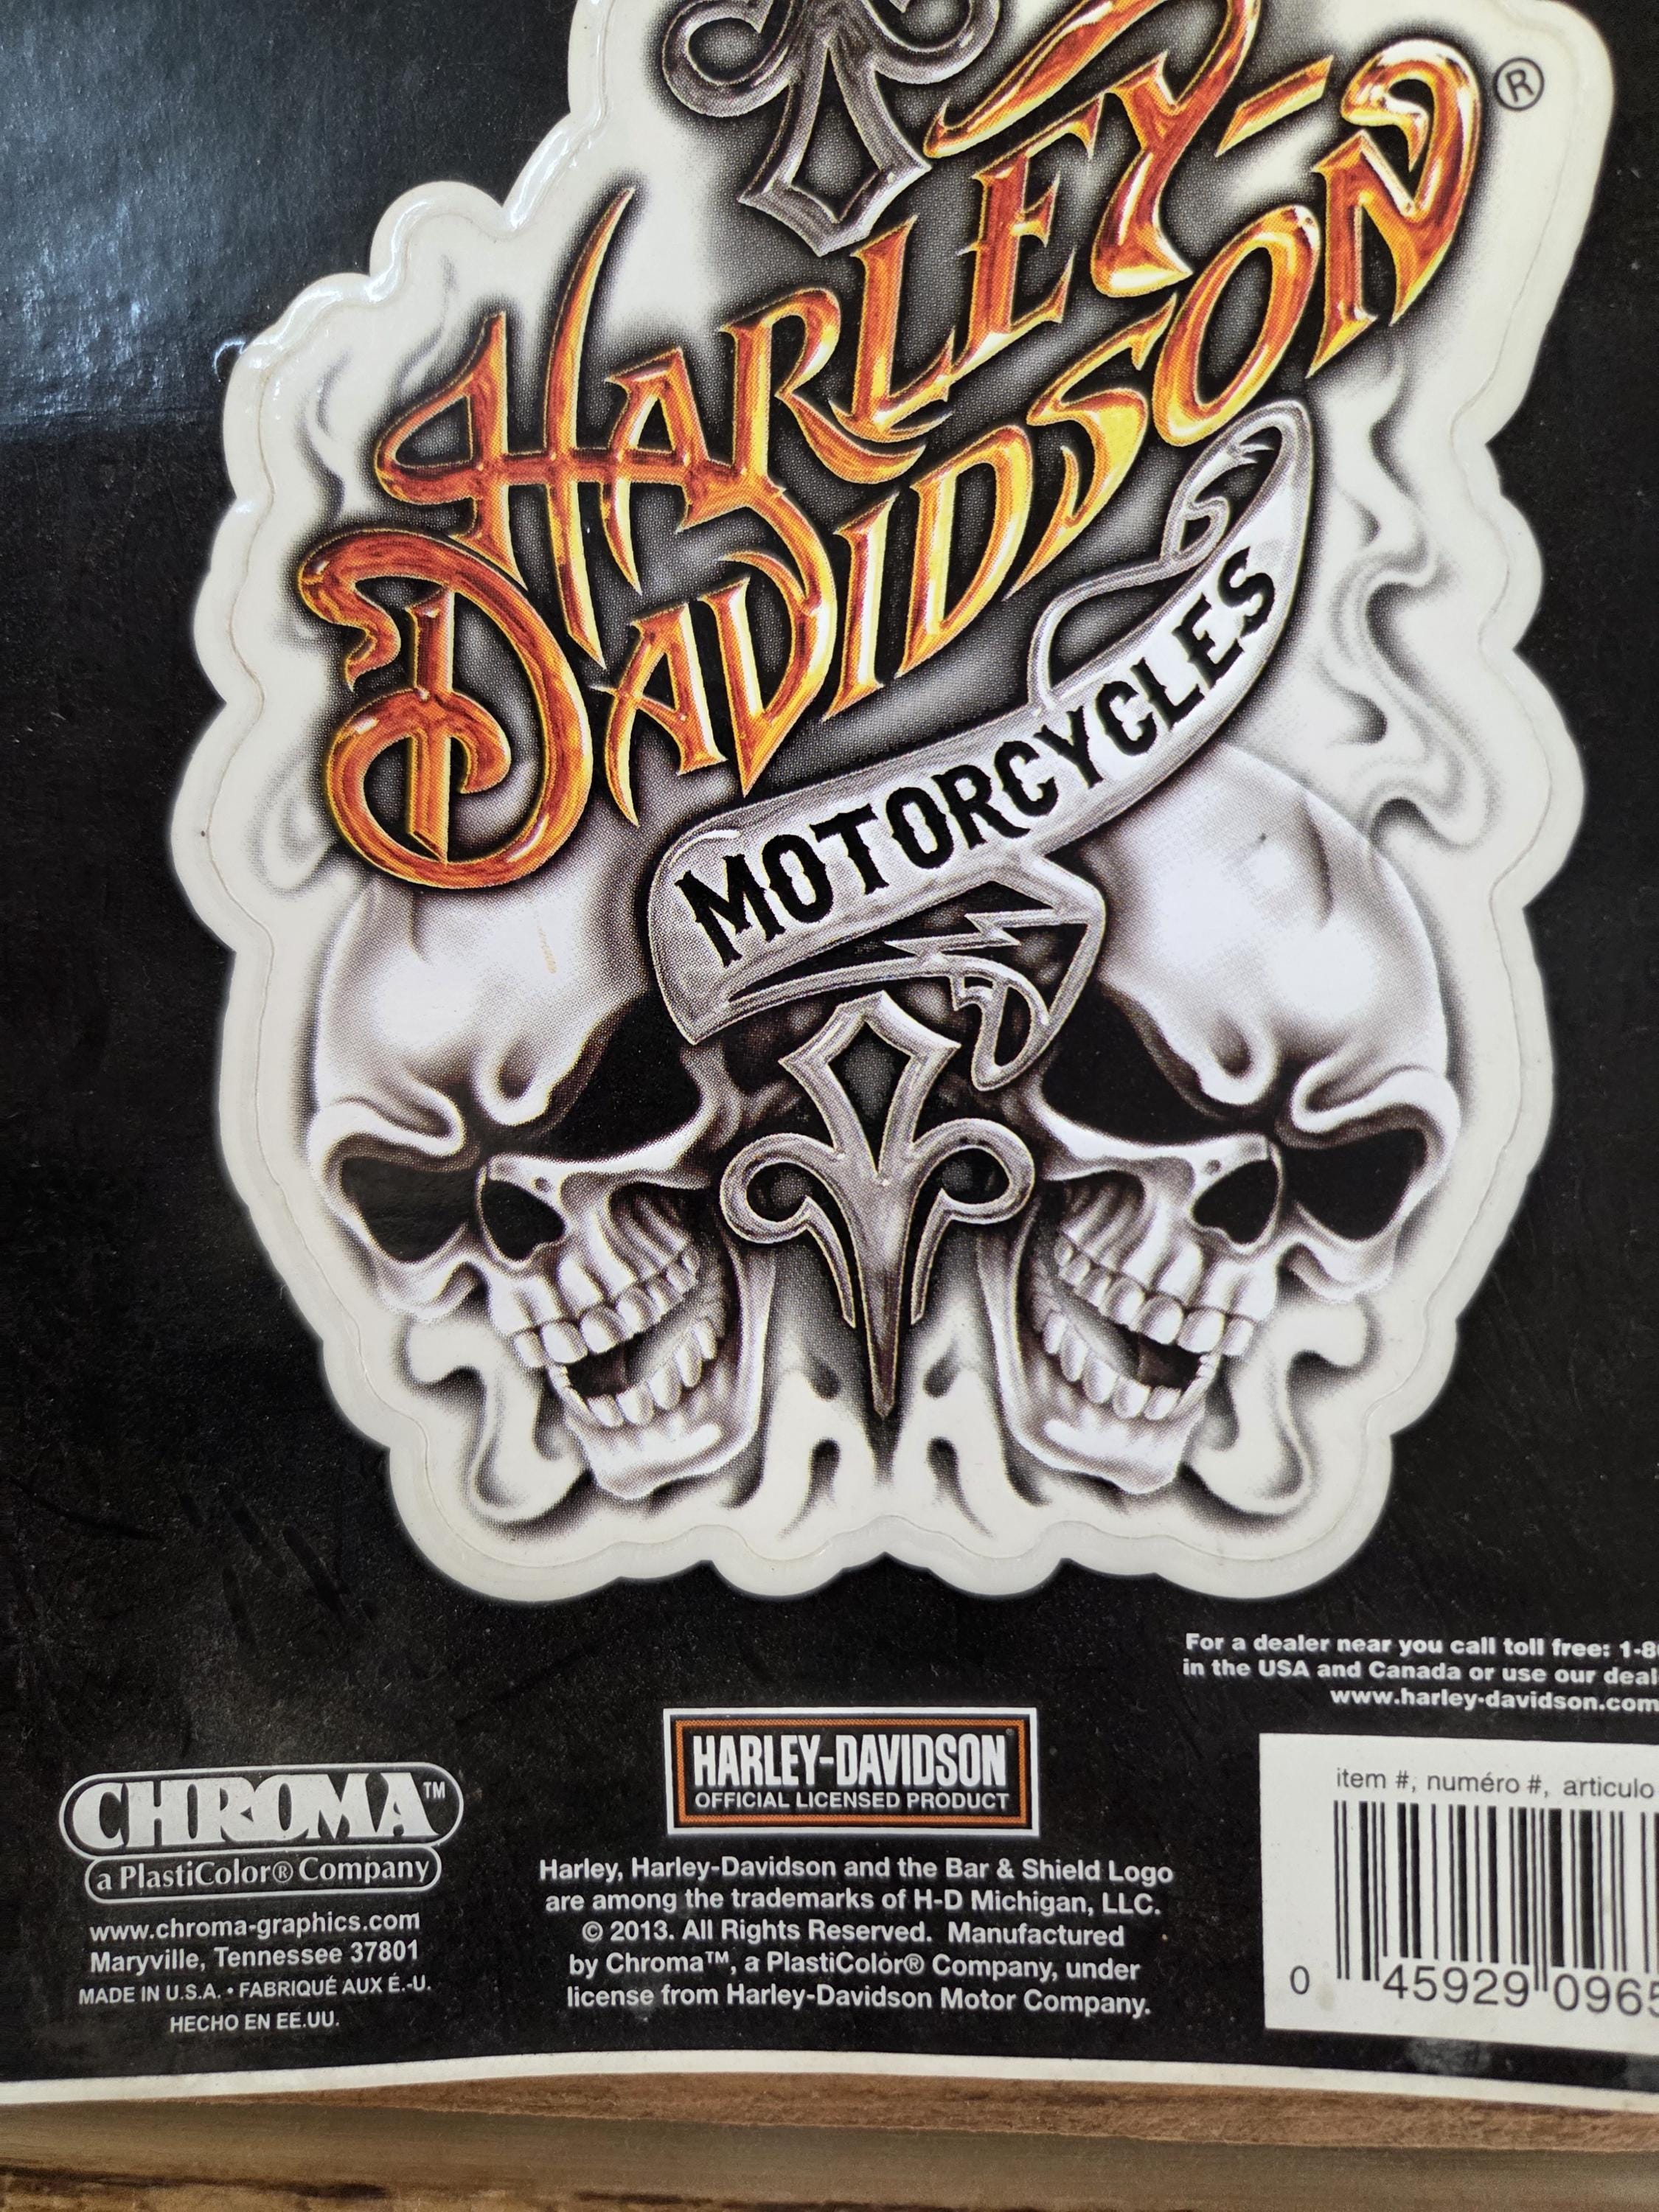 HARLEY-
DAVIDSON®
MOTORCYCLES
For a dealer near you call toll free:
in the USA and Canada or use our
www.harley-davidson.com
HARLEY-DAVIDSON
OFFICIAL LICENSED PRODUCT
CHROMA™
a PlastiColor® Company
www.chroma-graphics.com
Maryville, Tennessee 37801
MADE IN U.S.A. • FABRIQUÉ AUX É.-U.
HECHO EN EE.UU.
Harley, Harley-Davidson and the Bar & Shield Logo
are among the trademarks of H-D Michigan, LLC.
© 2013. All Rights Reserved. Manufactured
by Chroma™, a PlastiColor® Company, under
license from Harley-Davidson Motor Company.
item #, numéro #, articulo
0 45929 0965